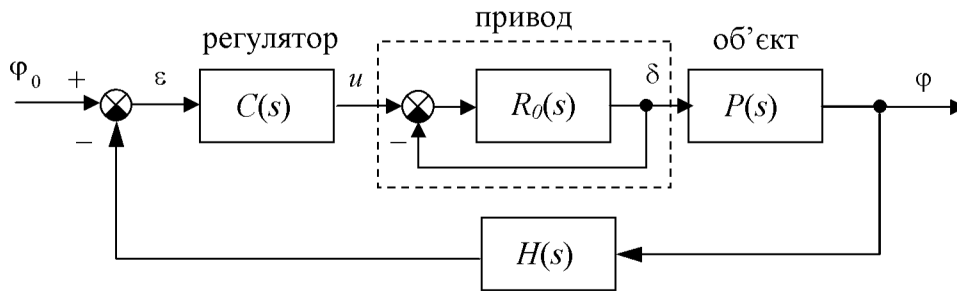 привод
регулятор
об’єкт
φ₀
+
ε
C(s)
u
R₀(s)
δ
P(s)
φ
−
−
H(s)